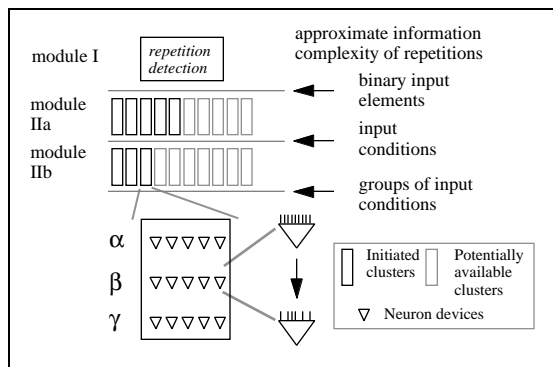 module I
repetition
detection
approximate information
complexity of repetitions
binary input
elements
module
IIa
input
conditions
module
IIb
groups of input
conditions
α
β
γ
Initiated
clusters
Potentially
available
clusters
Neuron devices